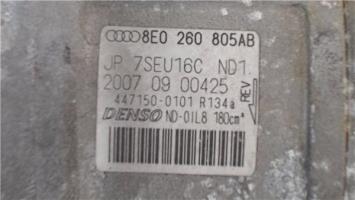 8E0 260 805AB
JP 7SEU16C ND1.
2007 09 00425
REV
447150-0101 R134a
DENSO ND-OIL8 180cm³